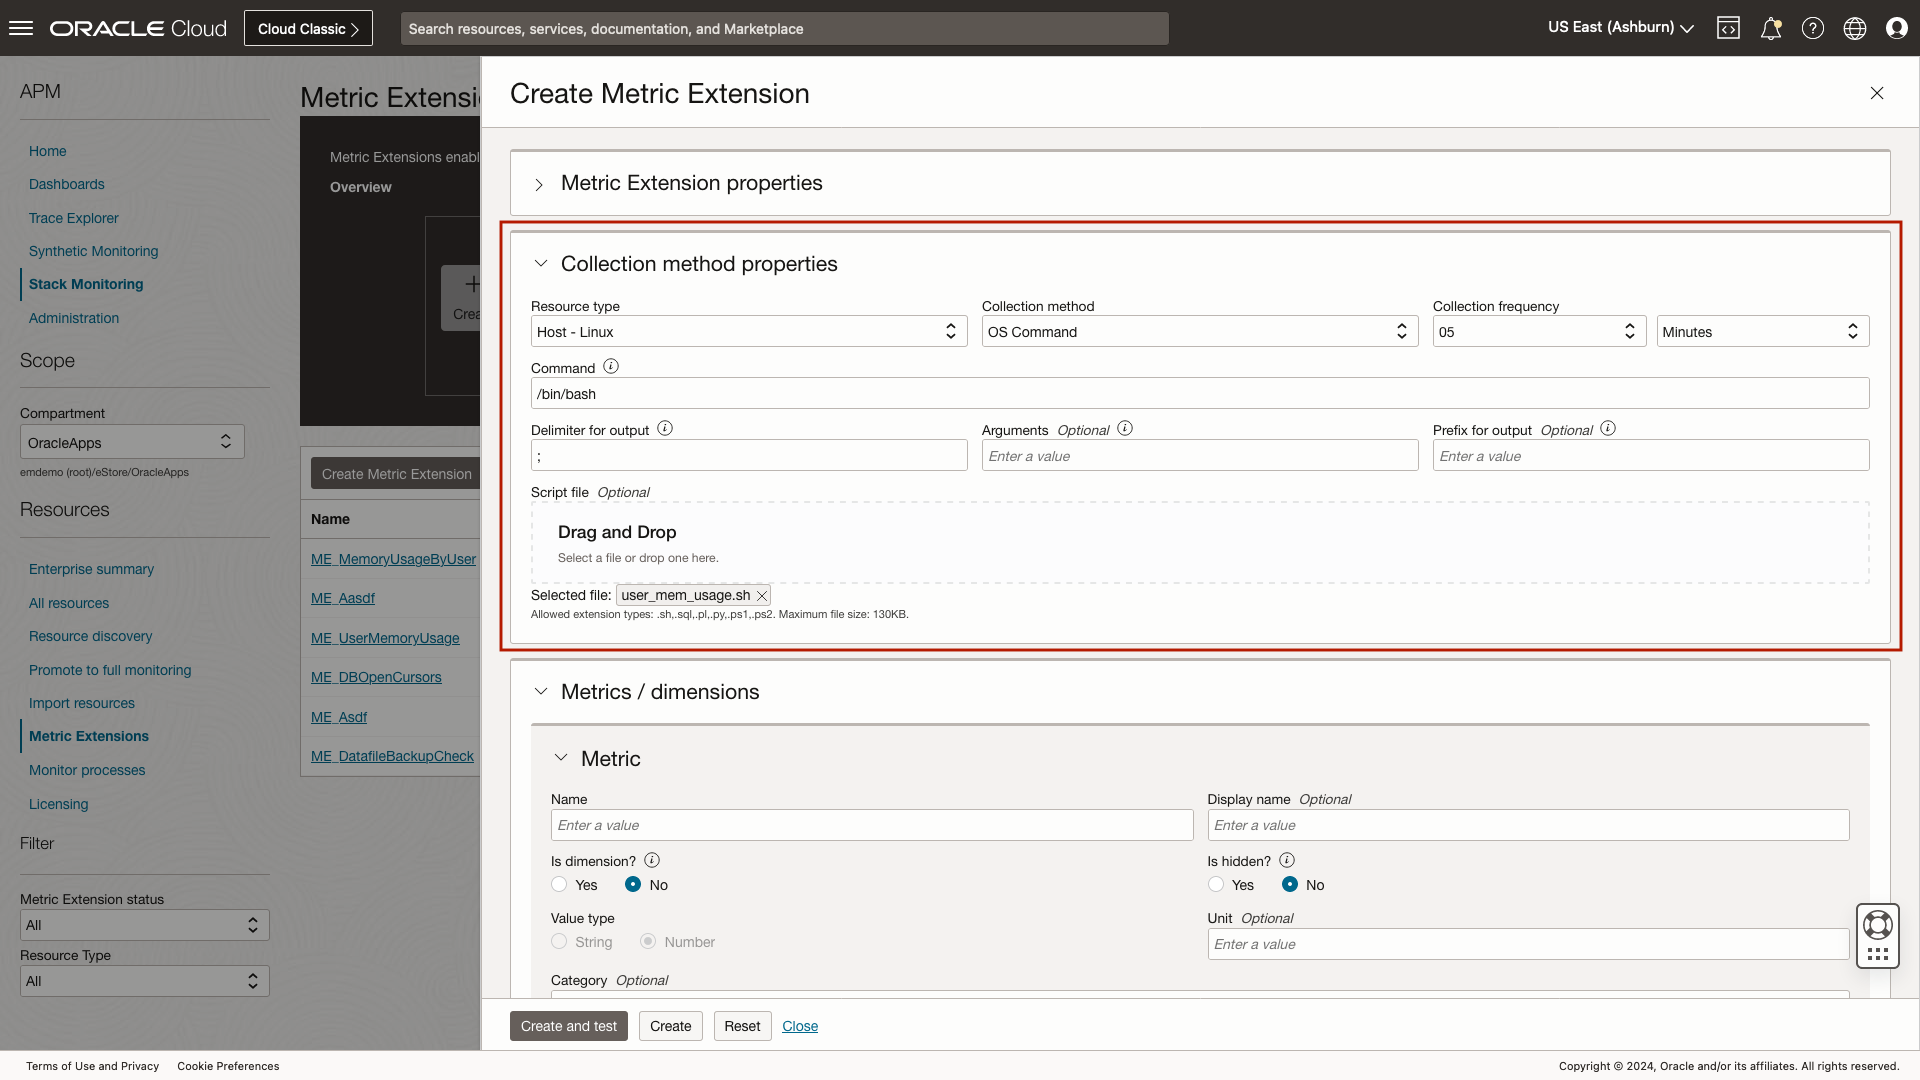 ORACLE Cloud
Cloud Classic
Search resources, services, documentation, and Marketplace
US East (Ashburn)
APM
Home
Dashboards
Trace Explorer
Synthetic Monitoring
Stack Monitoring
Administration
Scope
Compartment
OracleApps
emdemo (root)/eStore/OracleApps
Resources
Enterprise summary
All resources
Resource discovery
Promote to full monitoring
Import resources
Metric Extensions
Monitor processes
Licensing
Filter
Metric Extension status
All
Resource Type
All
Metric Extensi
Metric Extensions enabl
Overview
Crea
Create Metric Extension
Name
ME_MemoryUsageByUser
ME_Aasdf
ME_UserMemoryUsage
ME_DBOpenCursors
ME_Asdf
ME_DatafileBackupCheck
Create Metric Extension
Metric Extension properties
Collection method properties
Resource type Collection method Collection frequency
Host - Linux OS Command 05 Minutes
Command
/bin/bash
Delimiter for output Arguments Optional Prefix for output Optional
; Enter a value Enter a value
Script file Optional
Drag and Drop
Select a file or drop one here.
Selected file: user_mem_usage.sh
Allowed extension types: .sh,.sql,.pl,.py,.ps1,.ps2. Maximum file size: 130KB.
Metrics / dimensions
Metric
Name Display name Optional
Enter a value Enter a value
Is dimension? Is hidden?
Yes No Yes No
Value type Unit Optional
String Number Enter a value
Category Optional
Create and test Create Reset Close
Terms of Use and Privacy Cookie Preferences
Copyright © 2024, Oracle and/or its affiliates. All rights reserved.